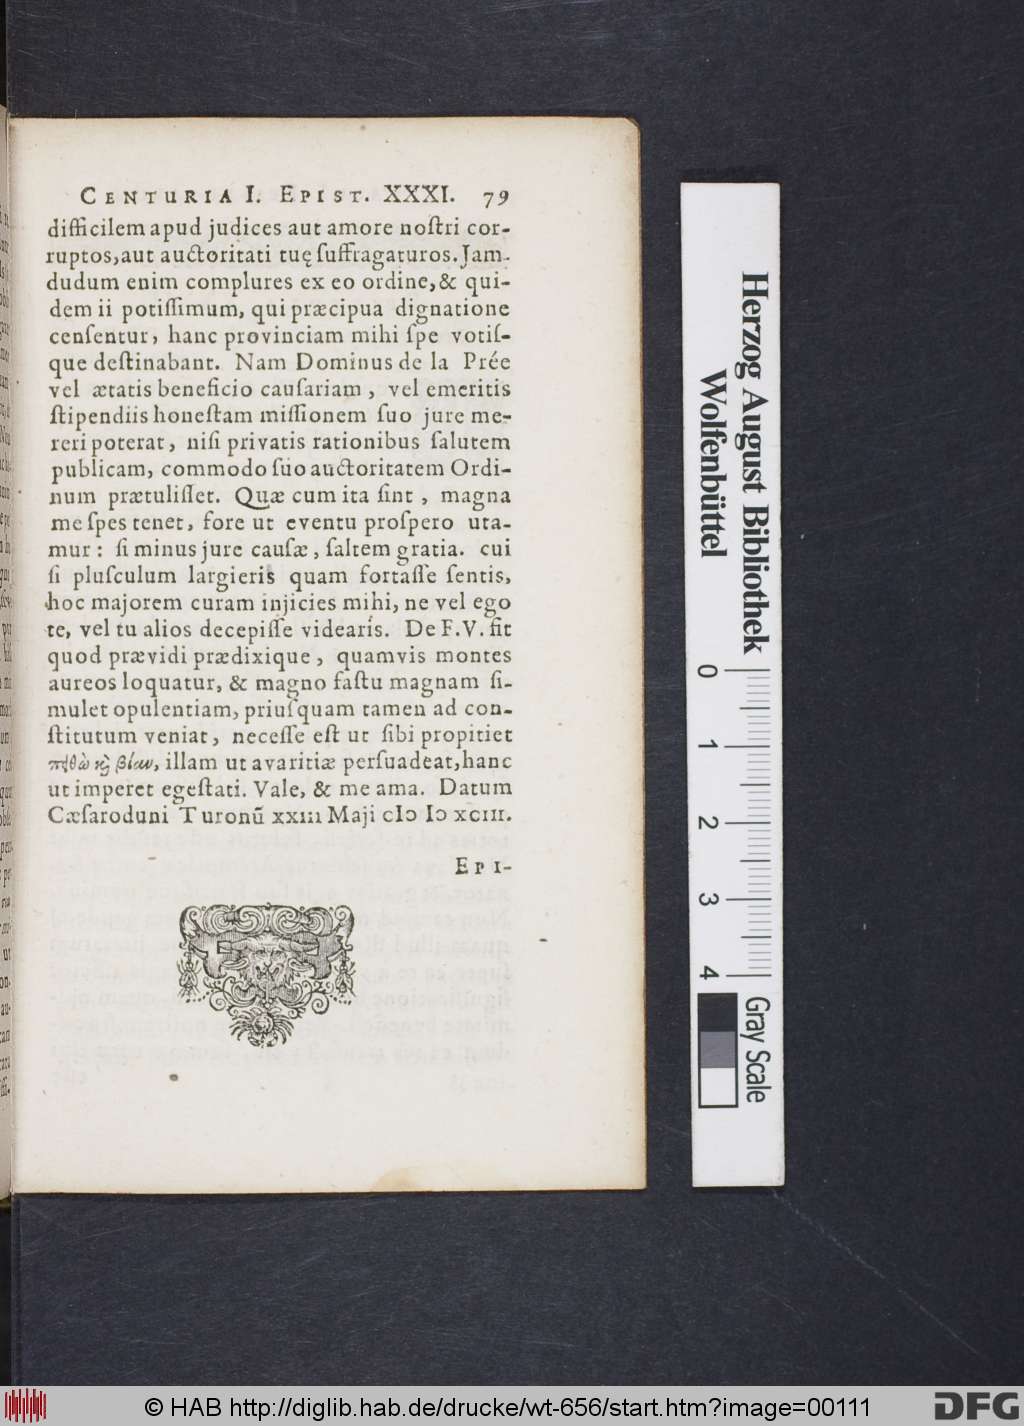 CENTURIA I. EPIST. XXXI. 79
difficilem apud judices aut amore noſtri cor-
ruptos, aut auctoritati tuę ſuffragaturos. Jam-
dudum enim complures ex eo ordine, & qui-
dem ii potiſſimum, qui præcipua dignatione
cenſentur, hanc provinciam mihi ſpe votiſ-
que deſtinabant. Nam Dominus de la Prée
vel ætatis beneficio cauſariam, vel emeritis
ſtipendiis honeſtam miſſionem ſuo jure me-
reri poterat, niſi privatis rationibus ſalutem
publicam, commodo ſuo auctoritatem Ordi-
num prætuliſſet. Quæ cum ita ſint, magna
me ſpes tenet, fore ut eventu proſpero uta-
mur: ſi minus jure cauſæ, ſaltem gratia. cui
ſi pluſculum largieris quam fortaſſe ſentis,
hoc majorem curam injicies mihi, ne vel ego
te, vel tu alios decepiſſe videaris. De F.V. fit
quod prævidi prædixique, quamvis montes
aureos loquatur, & magno faſtu magnam ſi-
mulet opulentiam, priuſquam tamen ad con-
ſtitutum veniat, neceſſe eſt ut ſibi propitiet
πειθὼ καὶ βίαν, illam ut avaritiæ perſuadeat, hanc
ut imperet egeſtati. Vale, & me ama. Datum
Cæſaroduni Turonũ XXIII Maji cIↄ Iↄ XCIII.
EPI-
Herzog August Bibliothek
Wolfenbüttel
0
1
2
3
4
Gray Scale
© HAB http://diglib.hab.de/drucke/wt-656/start.htm?image=00111
DFG